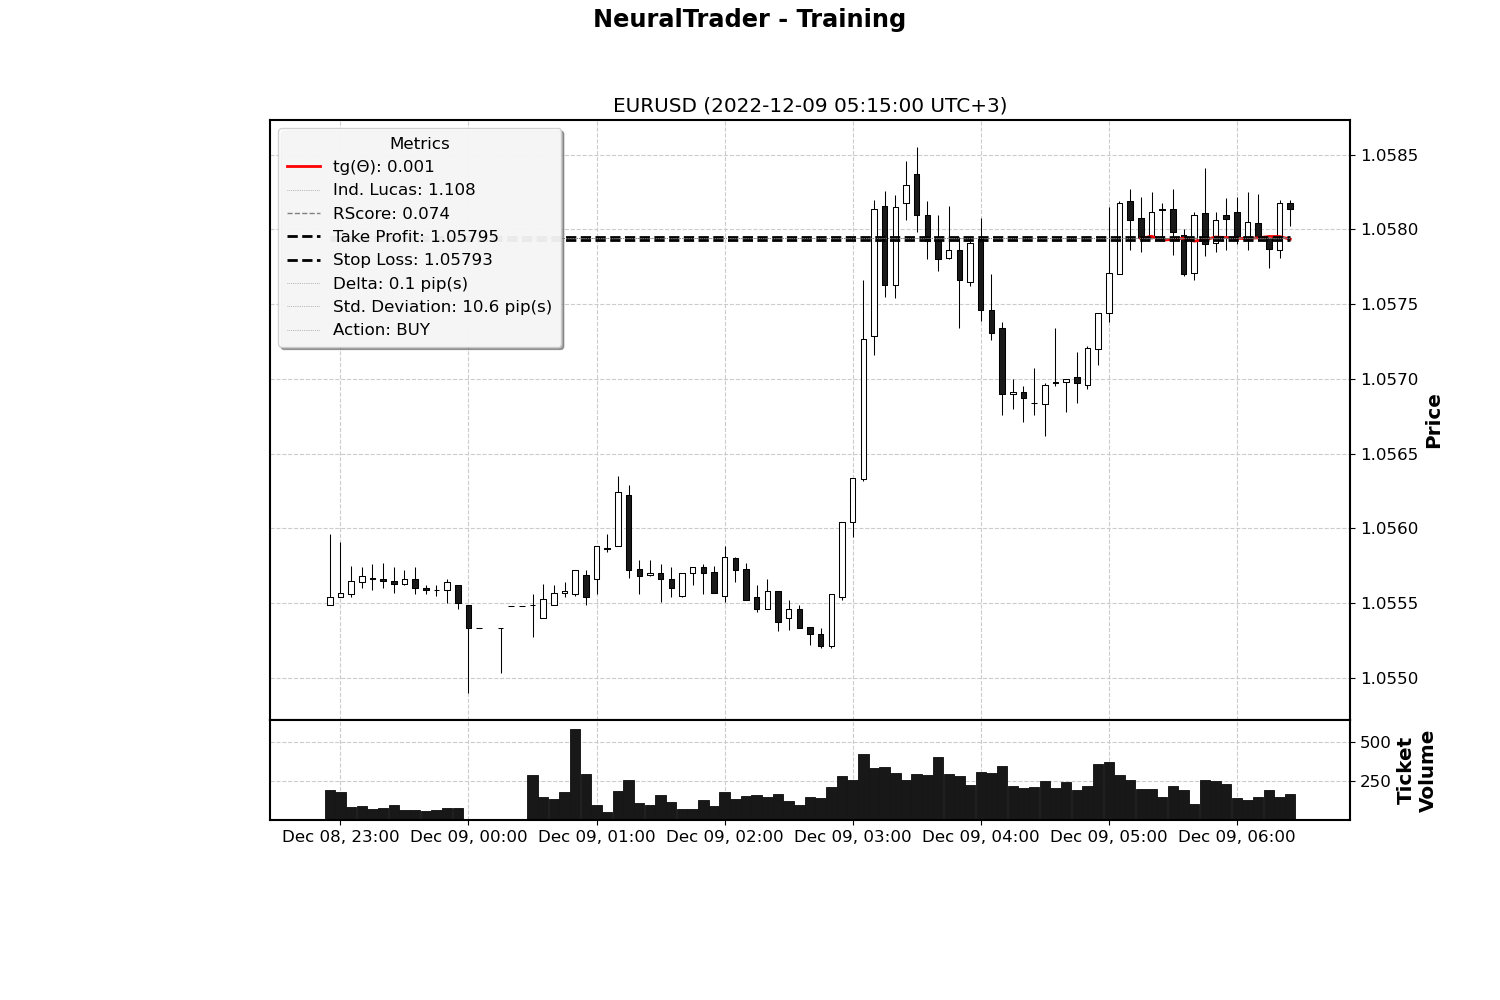 NeuralTrader - Training
EURUSD (2022-12-09 05:15:00 UTC+3)
Metrics
tg(Θ): 0.001
Ind. Lucas: 1.108
RScore: 0.074
Take Profit: 1.05795
Stop Loss: 1.05793
Delta: 0.1 pip(s)
Std. Deviation: 10.6 pip(s)
Action: BUY
1.0585
1.0580
1.0575
1.0570
1.0565
1.0560
1.0555
1.0550
Price
500
250
Ticket
Volume
Dec 08, 23:00 Dec 09, 00:00 Dec 09, 01:00 Dec 09, 02:00 Dec 09, 03:00 Dec 09, 04:00 Dec 09, 05:00 Dec 09, 06:00